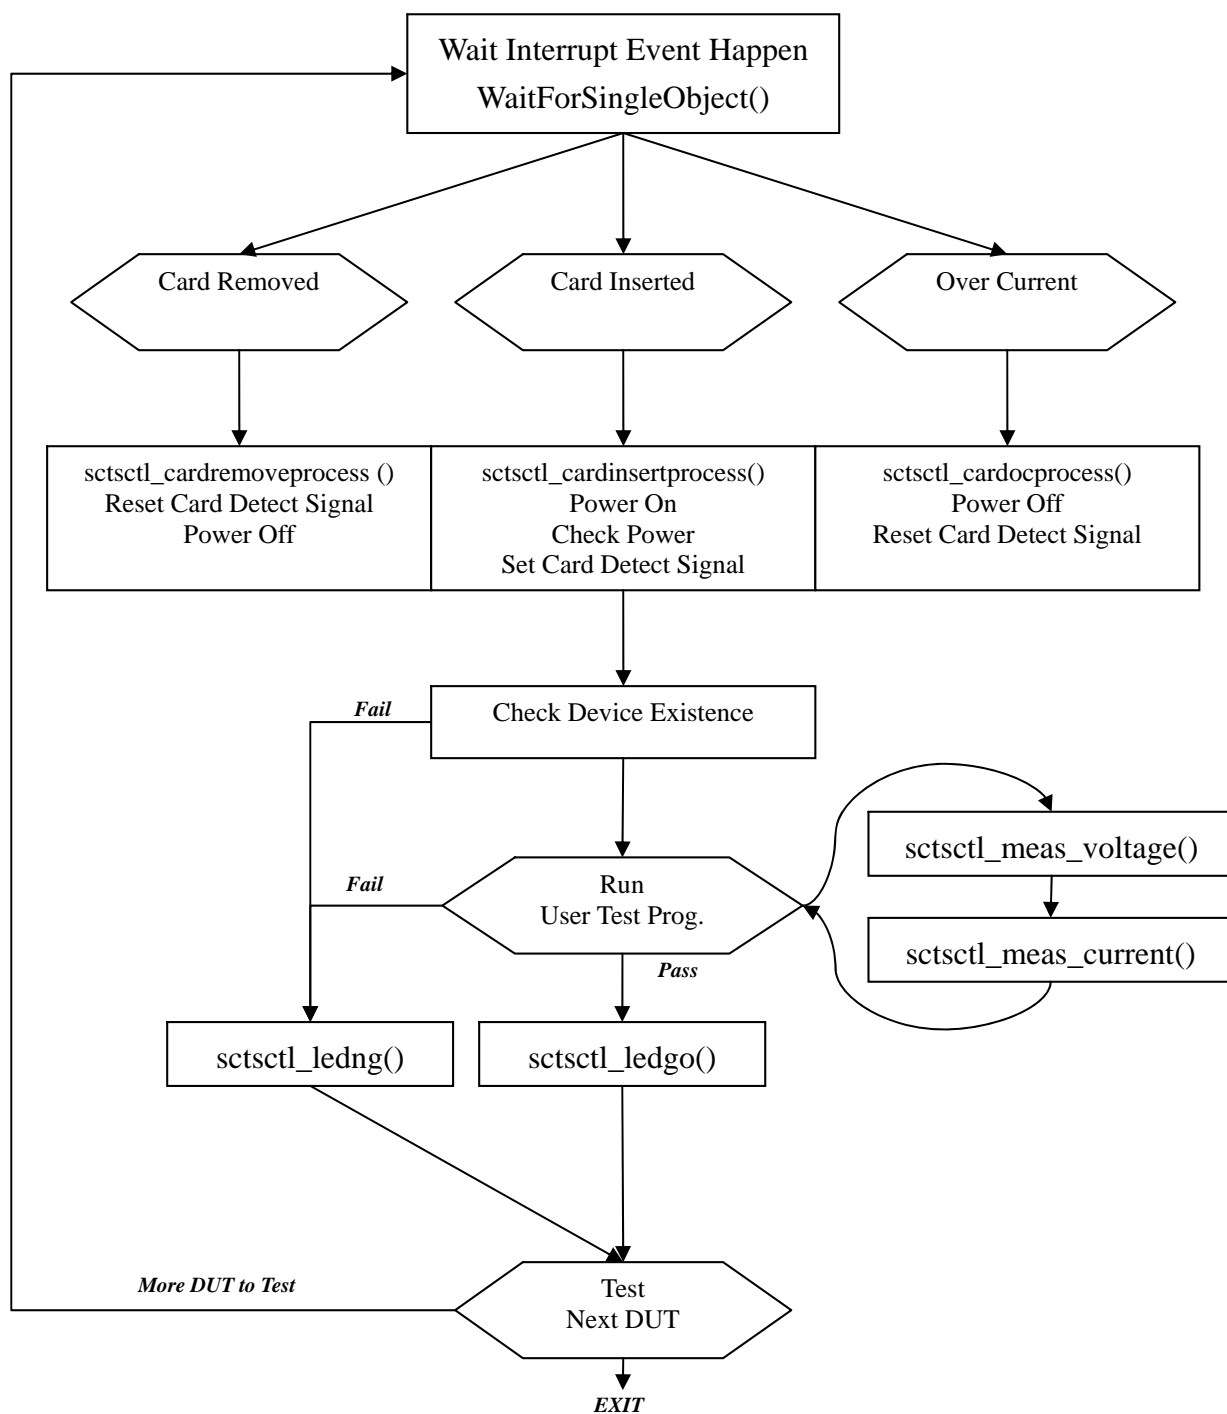 Wait Interrupt Event Happen
WaitForSingleObject()
Card Removed
Card Inserted
Over Current
sctsctl_cardremoveprocess ()
Reset Card Detect Signal
Power Off
sctsctl_cardinsertprocess()
Power On
Check Power
Set Card Detect Signal
sctsctl_cardocprocess()
Power Off
Reset Card Detect Signal
Fail
Check Device Existence
sctsctl_meas_voltage()
Fail
Run
User Test Prog.
sctsctl_meas_current()
Pass
sctsctl_ledng()
sctsctl_ledgo()
More DUT to Test
Test
Next DUT
EXIT